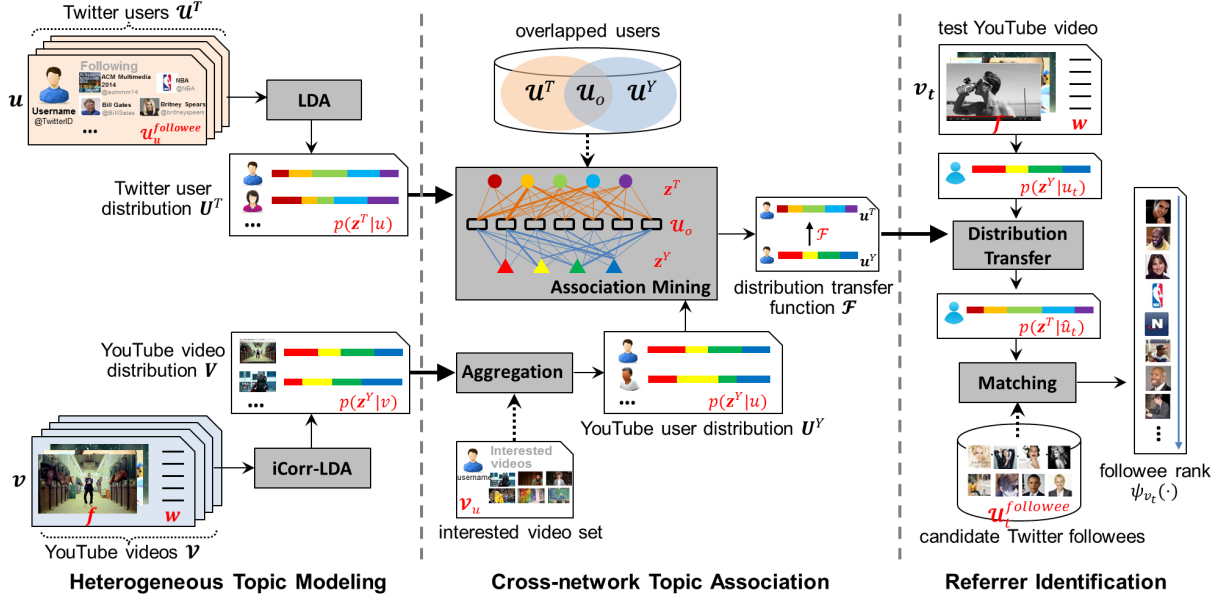 Twitter users 𝒰^T
Following
ACM Multimedia
2014
@acmmm14
NBA
@NBA
Bill Gates
@BillGates
Britney Spears
@britneyspears
Username
@TwitterID
...
𝒰_u^{followee}
u
LDA
Twitter user
distribution U^T
...
p(z^T|u)
YouTube video
distribution V
...
p(z^Y|v)
iCorr-LDA
v
f
w
YouTube videos 𝒱
Heterogeneous Topic Modeling
overlapped users
𝒰^T
𝒰_o
𝒰^Y
z^T
𝒰_o
z^Y
Association Mining
u^T
ℱ
u^Y
distribution transfer
function ℱ
Aggregation
...
p(z^Y|u)
YouTube user distribution U^Y
Interested
videos
username
𝒱_u
interested video set
Cross-network Topic Association
test YouTube video
v_t
f
w
p(z^Y|u_t)
Distribution
Transfer
p(z^T|û_t)
Matching
𝒰_t^{followee}
candidate Twitter followees
NBA
N
...
followee rank
ψ_{v_t}(·)
Referrer Identification